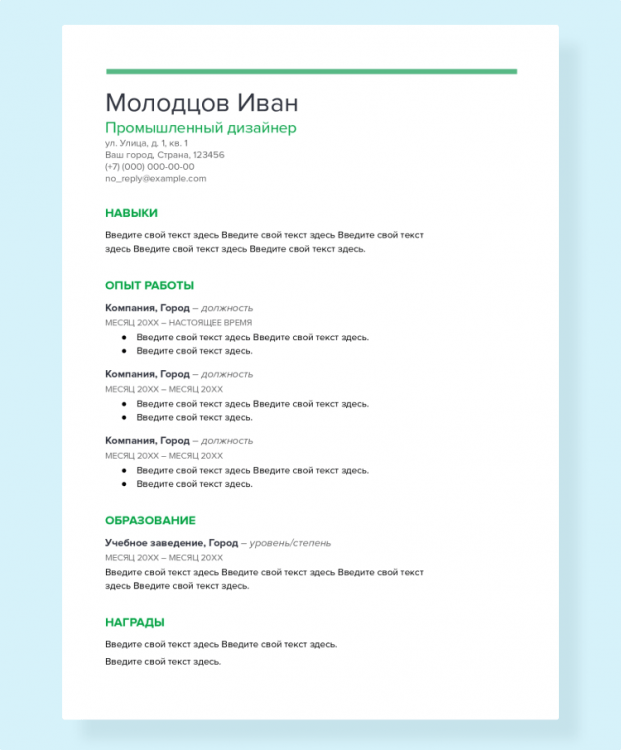 Молодцов Иван
Промышленный дизайнер
ул. Улица, д. 1, кв. 1
Ваш город, Страна, 123456
(+7) (000) 000-00-00
no_reply@example.com
НАВЫКИ
Введите свой текст здесь Введите свой текст здесь Введите свой текст
здесь Введите свой текст здесь Введите свой текст здесь.
ОПЫТ РАБОТЫ
Компания, Город – должность
МЕСЯЦ 20XX – НАСТОЯЩЕЕ ВРЕМЯ
● Введите свой текст здесь Введите свой текст здесь.
● Введите свой текст здесь.
Компания, Город – должность
МЕСЯЦ 20XX – МЕСЯЦ 20XX
● Введите свой текст здесь Введите свой текст здесь.
● Введите свой текст здесь.
Компания, Город – должность
МЕСЯЦ 20XX – МЕСЯЦ 20XX
● Введите свой текст здесь Введите свой текст здесь.
● Введите свой текст здесь.
ОБРАЗОВАНИЕ
Учебное заведение, Город – уровень/степень
МЕСЯЦ 20XX – МЕСЯЦ 20XX
Введите свой текст здесь Введите свой текст здесь Введите свой текст
здесь Введите свой текст здесь.
НАГРАДЫ
Введите свой текст здесь Введите свой текст здесь.
Введите свой текст здесь.